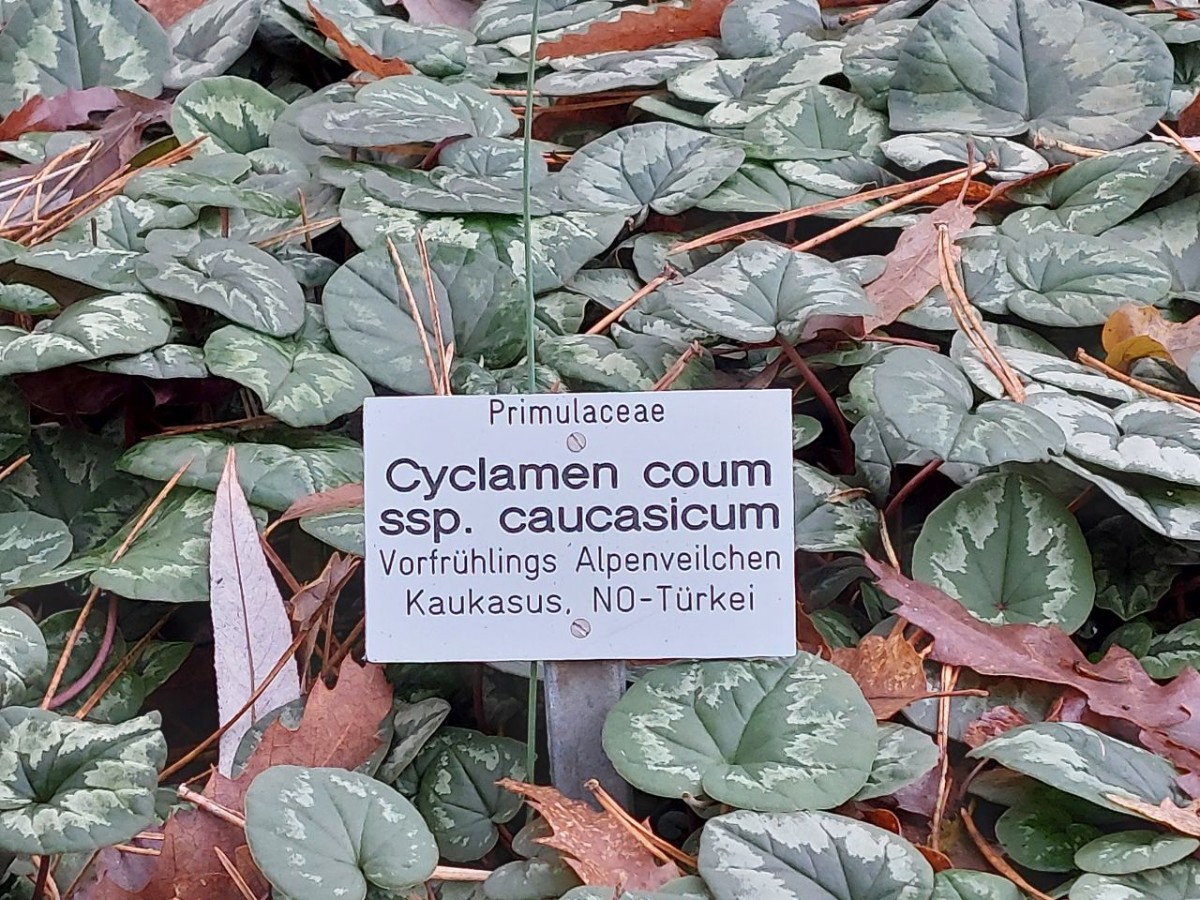 Primulaceae
Cyclamen coum
ssp. caucasicum
Vorfrühlings Alpenveilchen
Kaukasus, NO-Türkei